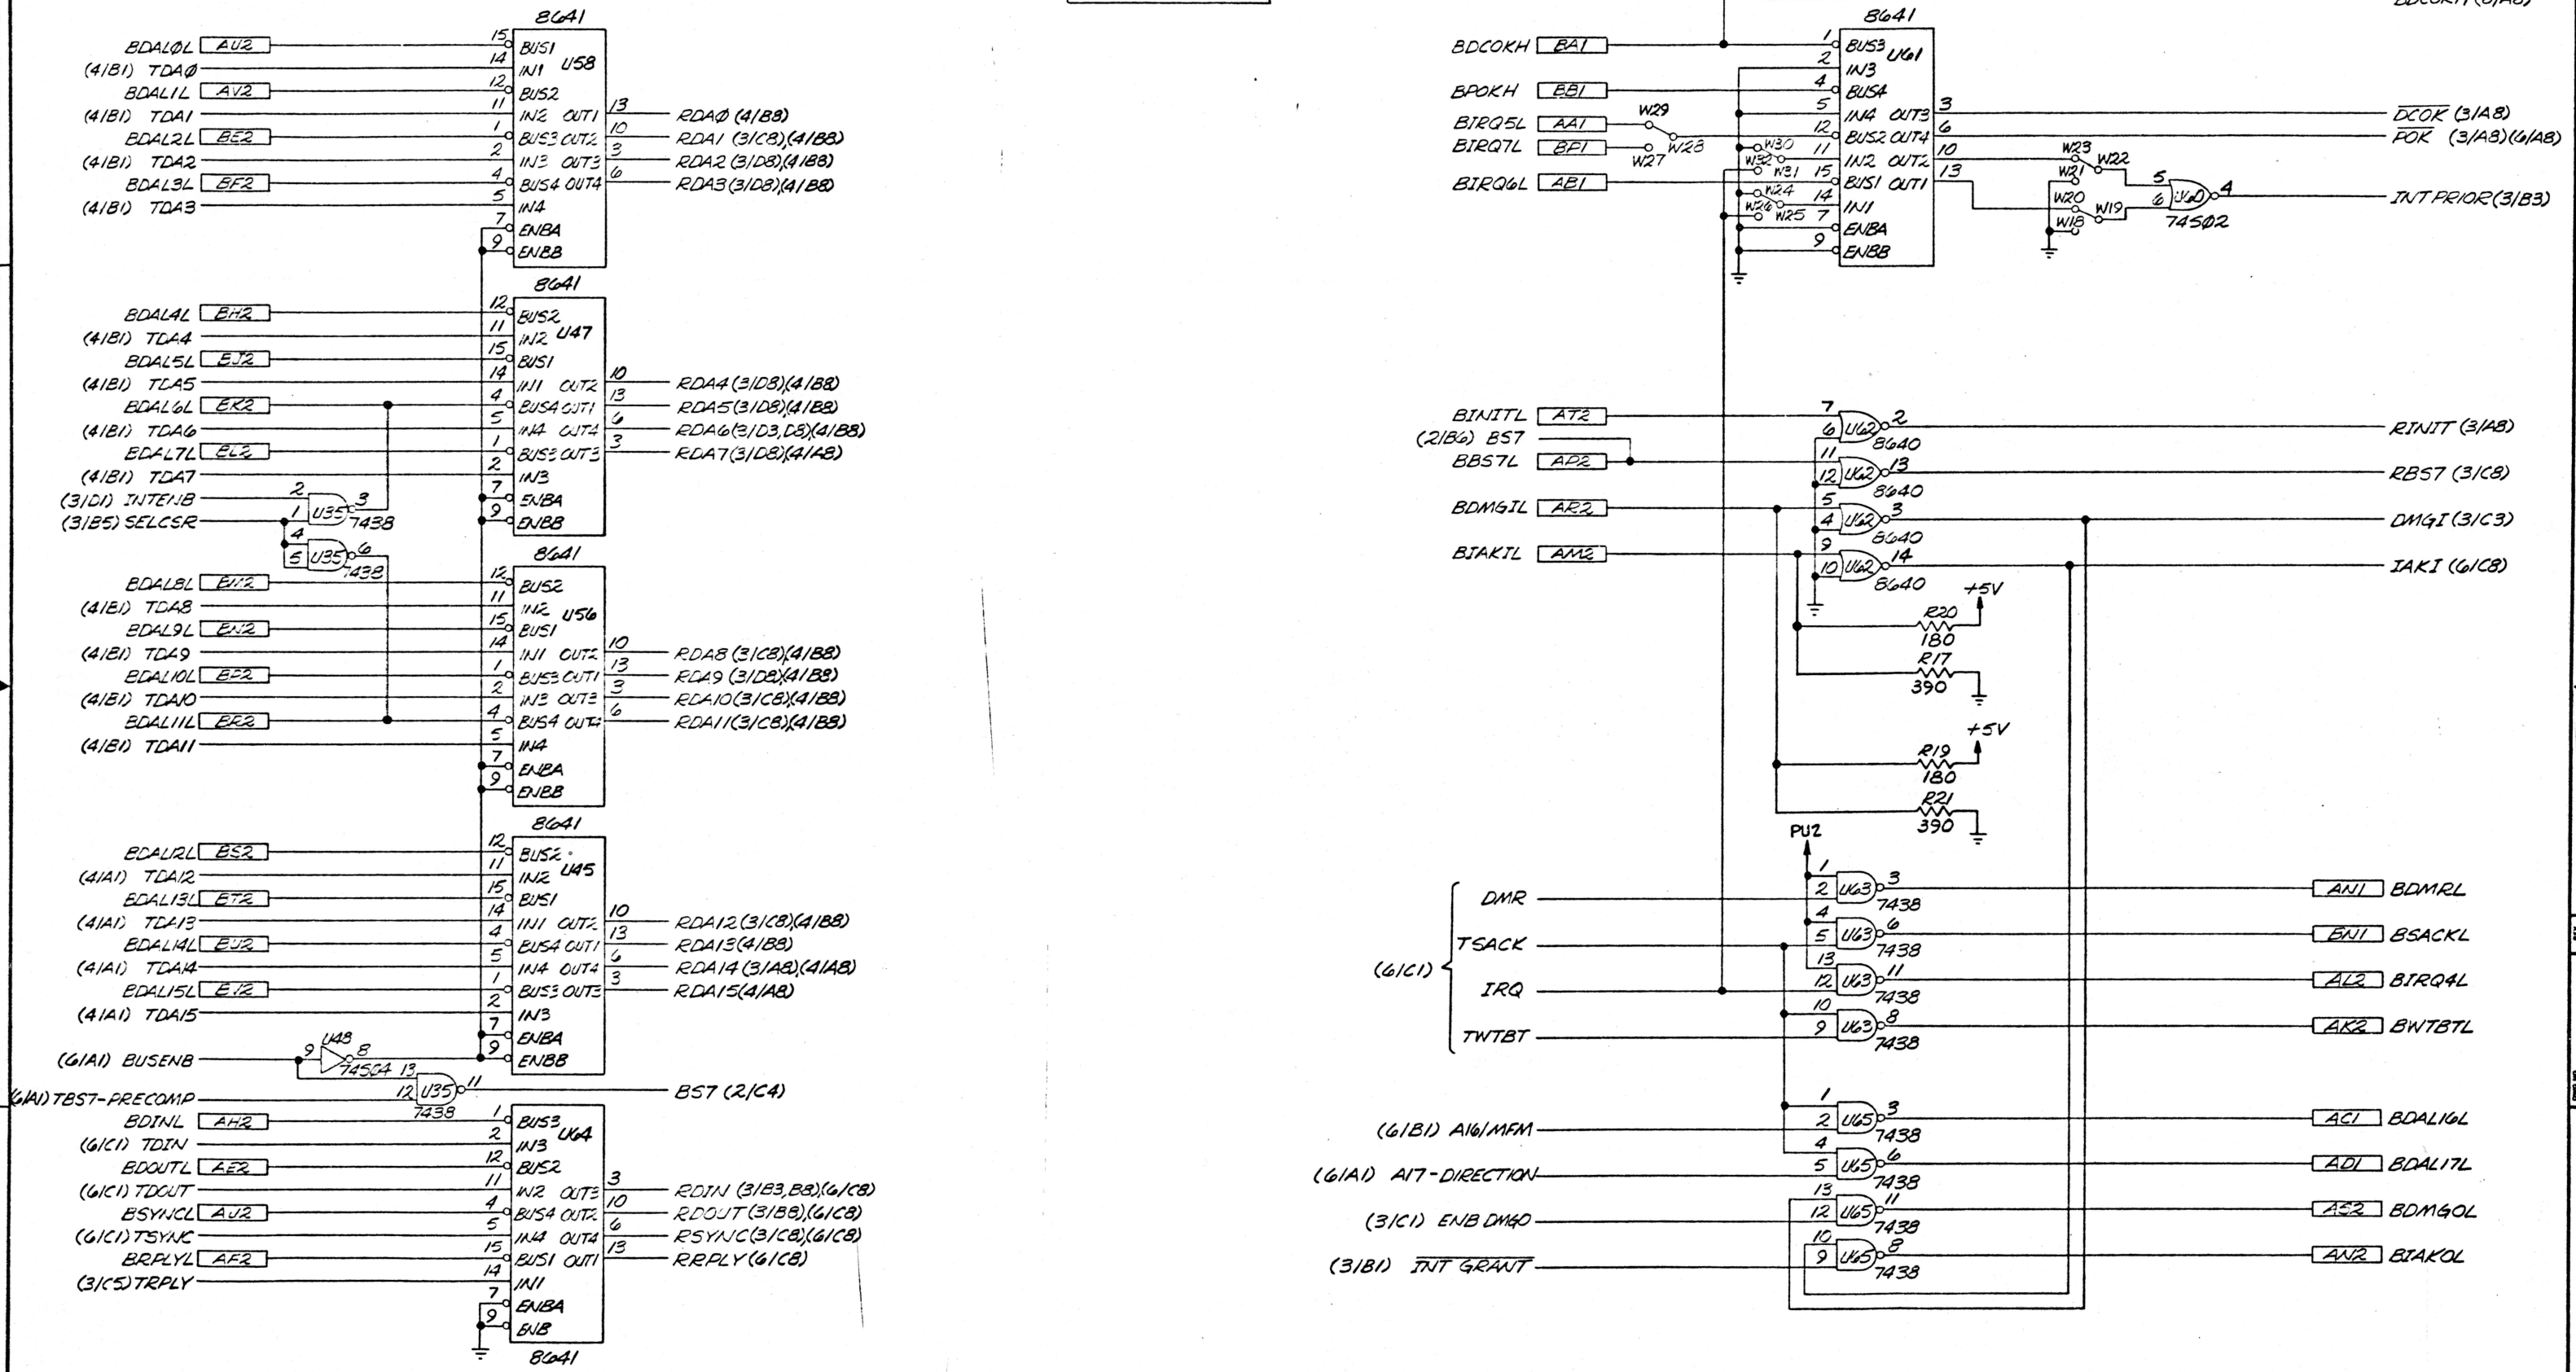 8641
BDAL0L AU2 15 BUS1 U58
(4/B1) TDA0 14 IN1
BDAL1L AV2 12 BUS2
(4/B1) TDA1 11 IN2 OUT1 13 RDA0 (4/B8)
BDAL2L BE2 1 BUS3 OUT2 10 RDA1 (3/C8)(4/B8)
(4/B1) TDA2 2 IN3 OUT3 3 RDA2 (3/D8)(4/B8)
BDAL3L BF2 4 BUS4 OUT4 6 RDA3 (3/D8)(4/B8)
(4/B1) TDA3 5 IN4
7 ENBA
9 ENBB
8641
BDAL4L BH2 12 BUS2
(4/B1) TDA4 11 IN2 U47
BDAL5L BJ2 15 BUS1
(4/B1) TDA5 14 IN1 OUT2 10 RDA4 (3/D8)(4/B8)
BDAL6L BK2 4 BUS4 OUT1 13 RDA5 (3/D8)(4/B8)
(4/B1) TDA6 5 IN4 OUT4 6 RDA6 (3/D3,D8)(4/B8)
BDAL7L BL2 1 BUS3 OUT3 3 RDA7 (3/D8)(4/A8)
(4/B1) TDA7 2 IN3
(3/D1) INTENB 2 U35 3 7438 7 ENBA
(3/B5) SELCSR 1 9 ENBB
4 5 U35 6 7438
8641
BDAL8L BM2 12 BUS2
(4/B1) TDA8 11 IN2 U56
BDAL9L BN2 15 BUS1
(4/B1) TDA9 14 IN1 OUT2 10 RDA8 (3/C8)(4/B8)
BDAL10L BP2 1 BUS3 OUT1 13 RDA9 (3/D8)(4/B8)
(4/B1) TDA10 2 IN3 OUT3 3 RDA10 (3/C8)(4/B8)
BDAL11L BR2 4 BUS4 OUT4 6 RDA11 (3/C8)(4/B8)
(4/B1) TDA11 5 IN4
7 ENBA
9 ENBB
8641
BDAL12L BS2 12 BUS2
(4/A1) TDA12 11 IN2 U45
BDAL13L BT2 15 BUS1
(4/A1) TDA13 14 IN1 OUT2 10 RDA12 (3/C8)(4/B8)
BDAL14L BU2 4 BUS4 OUT1 13 RDA13 (4/B8)
(4/A1) TDA14 5 IN4 OUT4 6 RDA14 (3/A8)(4/A8)
BDAL15L BV2 1 BUS3 OUT3 3 RDA15 (4/A8)
(4/A1) TDA15 2 IN3
7 ENBA
(6/A1) BUSENB 9 U48 8 74S04 9 ENBB
(6/A1) TBS7-PRECOMP 13 12 U35 11 7438 BS7 (2/C4)
BDINL AH2 1 BUS3 U64
(6/C1) TDIN 2 IN3
BDOUTL AE2 12 BUS2
(6/C1) TDOUT 11 IN2 OUT3 3 RDIN (3/B3,B8)(6/C8)
BSYNCL AJ2 4 BUS4 OUT2 10 RDOUT (3/B8)(6/C8)
(6/C1) TSYNC 5 IN4 OUT4 6 RSYNC (3/C8)(6/C8)
BRPLYL AF2 15 BUS1 OUT1 13 RRPLY (6/C8)
(3/C5) TRPLY 14 IN1
7 ENBA
9 ENB
8641
8641
BDCOKH BA1 1 BUS3 U61
2 IN3
BPOKH BB1 4 BUS4
5 IN4 OUT3 3 DCOK (3/A8)
BIRQ5L AA1 W29 W28 12 BUS2 OUT4 6 POK (3/A8)(6/A8)
BIRQ7L BP1 W27 W30 W32 W31 11 IN2 OUT2 10 W23 W22 W21
BIRQ6L AB1 15 BUS1 OUT1 13
W24 W26 W25 14 IN1 W20 W19 W18 5 6 U60 4 74S02 INTPRIOR (3/B3)
7 ENBA
9 ENBB
BINITL AT2 7 6 U62 2 8640 RINIT (3/A8)
(2/B6) BS7
BBS7L AP2 11 12 U62 13 8640 RBS7 (3/C8)
BDMGIL AR2 5 4 U62 3 8640 DMGI (3/C3)
BIAKIL AM2 9 10 U62 14 8640 IAKI (6/C8)
+5V
R20
180
R17
390
+5V
R19
180
R21
390
PU2
DMR 1 2 U63 3 7438 AN1 BDMRL
TSACK 4 5 U63 6 7438 BN1 BSACKL
(6/C1)
IRQ 13 12 U63 11 7438 AL2 BIRQ4L
TWTBT 10 9 U63 8 7438 AK2 BWTBTL
(6/B1) A16/MFM 1 2 U65 3 7438 AC1 BDAL16L
(6/A1) A17-DIRECTION 4 5 U65 6 7438 AD1 BDAL17L
(3/C1) ENB DMGO 13 12 U65 11 7438 AS2 BDMGOL
(3/B1) INT GRANT 10 9 U65 8 7438 AN2 BIAKOL